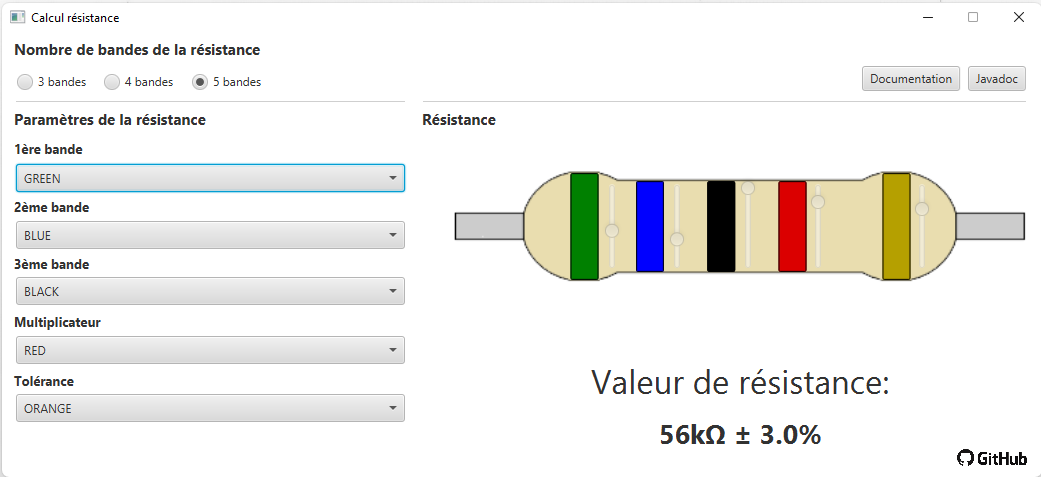 Calcul résistance
Nombre de bandes de la résistance
3 bandes 4 bandes 5 bandes
Documentation Javadoc
Paramètres de la résistance
Résistance
1ère bande
GREEN
2ème bande
BLUE
3ème bande
BLACK
Multiplicateur
RED
Tolérance
ORANGE
Valeur de résistance:
56kΩ ± 3.0%
GitHub